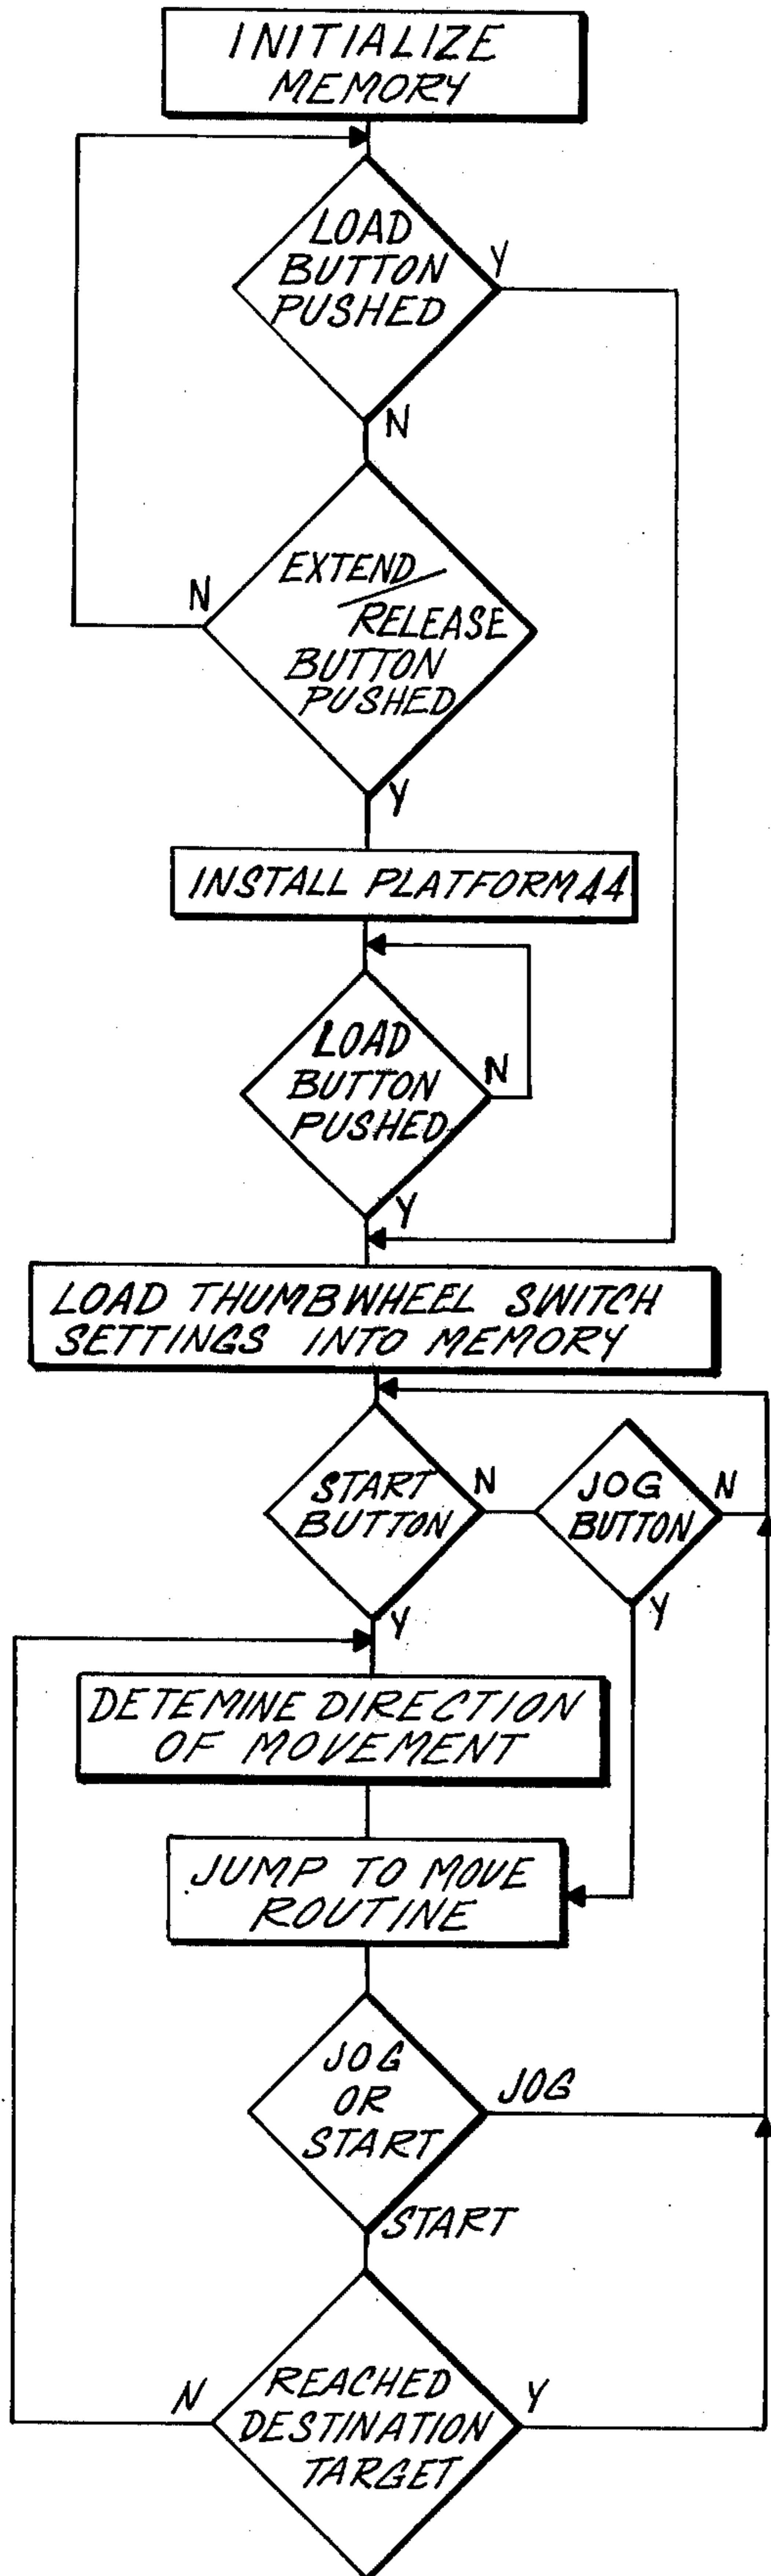 INITIALIZE
MEMORY
LOAD
BUTTON
PUSHED
Y
N
EXTEND/
RELEASE
BUTTON
PUSHED
N
Y
INSTALL PLATFORM 44
LOAD
BUTTON
PUSHED
N
Y
LOAD THUMBWHEEL SWITCH
SETTINGS INTO MEMORY
START
BUTTON
N
JOG
BUTTON
N
Y
Y
DETEMINE DIRECTION
OF MOVEMENT
JUMP TO MOVE
ROUTINE
JOG
OR
START
JOG
START
REACHED
DESTINATION
TARGET
N
Y